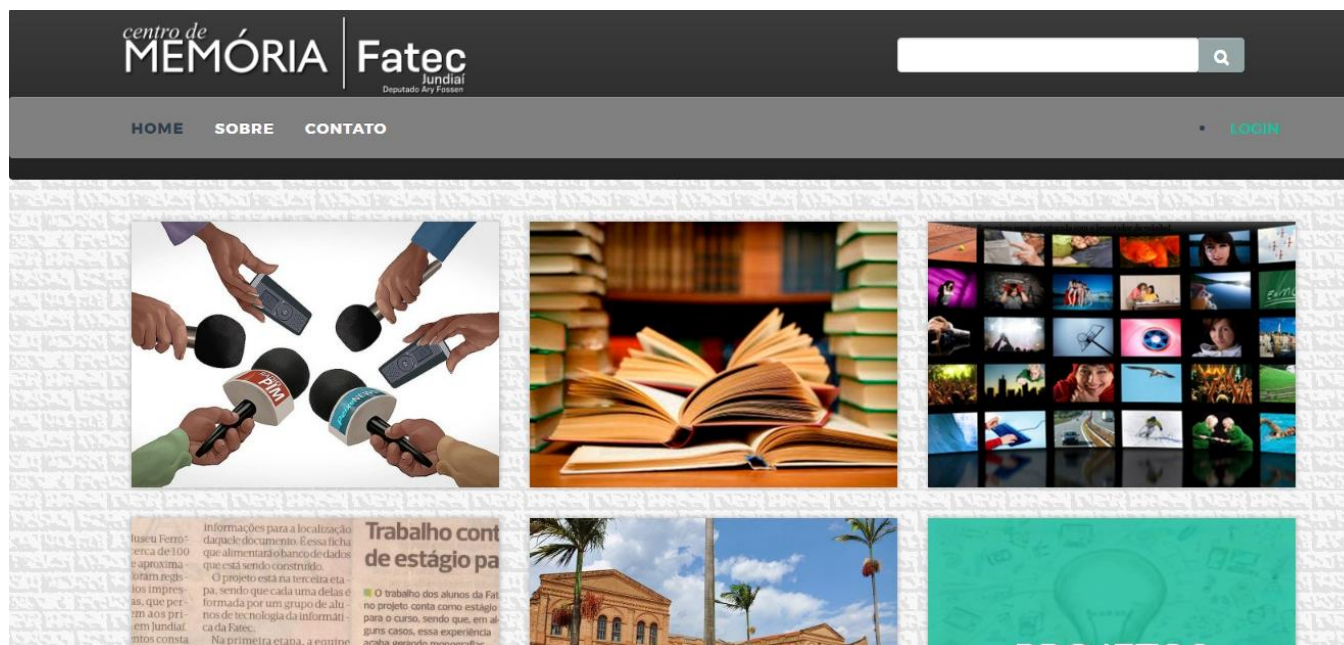 centro de
MEMÓRIA
Fatec
Jundiaí
Deputado Ary Fossen
HOME SOBRE CONTATO
LOGIN
PIM
informações para a localização
daquele documento. É essa ficha
que alimentará o banco de dados
que está sendo construído.
O projeto está na terceira eta-
pa, sendo que cada uma delas é
formada por um grupo de alu-
nos de tecnologia da informáti-
ca da Fatec.
Na primeira etapa, a equipe
Trabalho cont
de estágio pa
O trabalho dos alunos da Fat
no projeto conta como estágio
para o curso, sendo que, em al-
guns casos, essa experiência
acaba gerando monografias